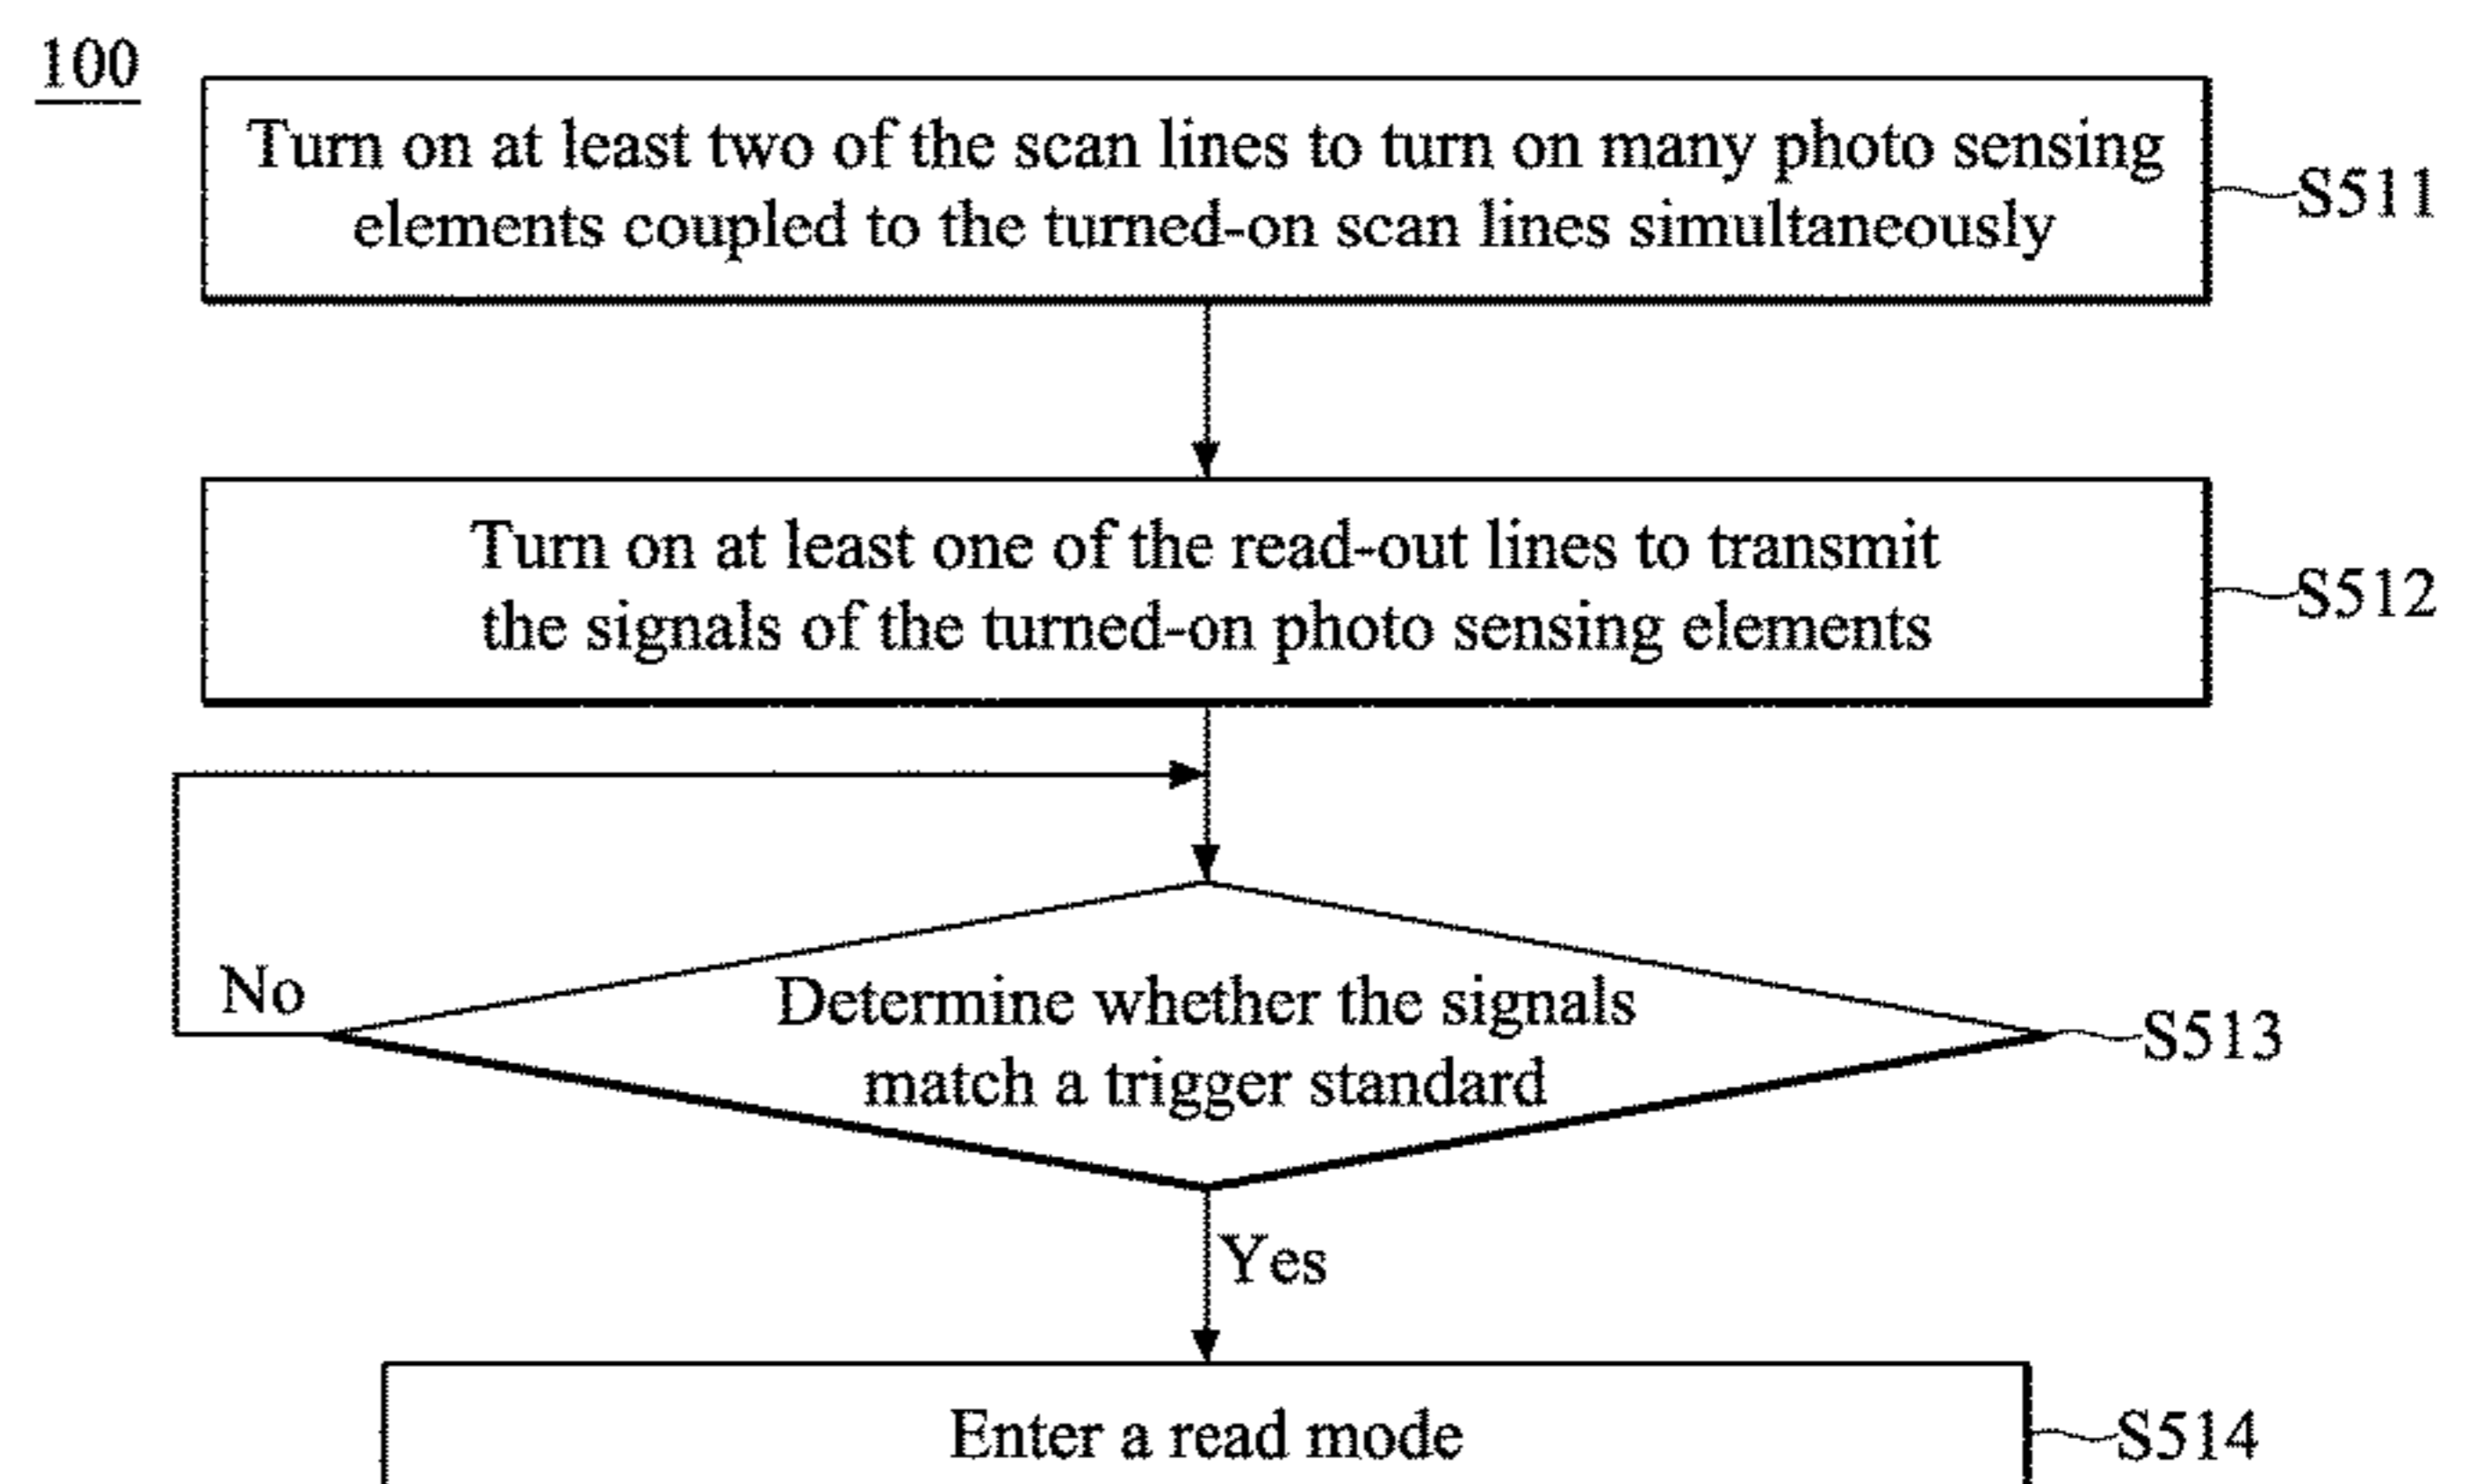 100
Turn on at least two of the scan lines to turn on many photo sensing
elements coupled to the turned-on scan lines simultaneously
S511
Turn on at least one of the read-out lines to transmit
the signals of the turned-on photo sensing elements
S512
No
Determine whether the signals
match a trigger standard
S513
Yes
Enter a read mode
S514